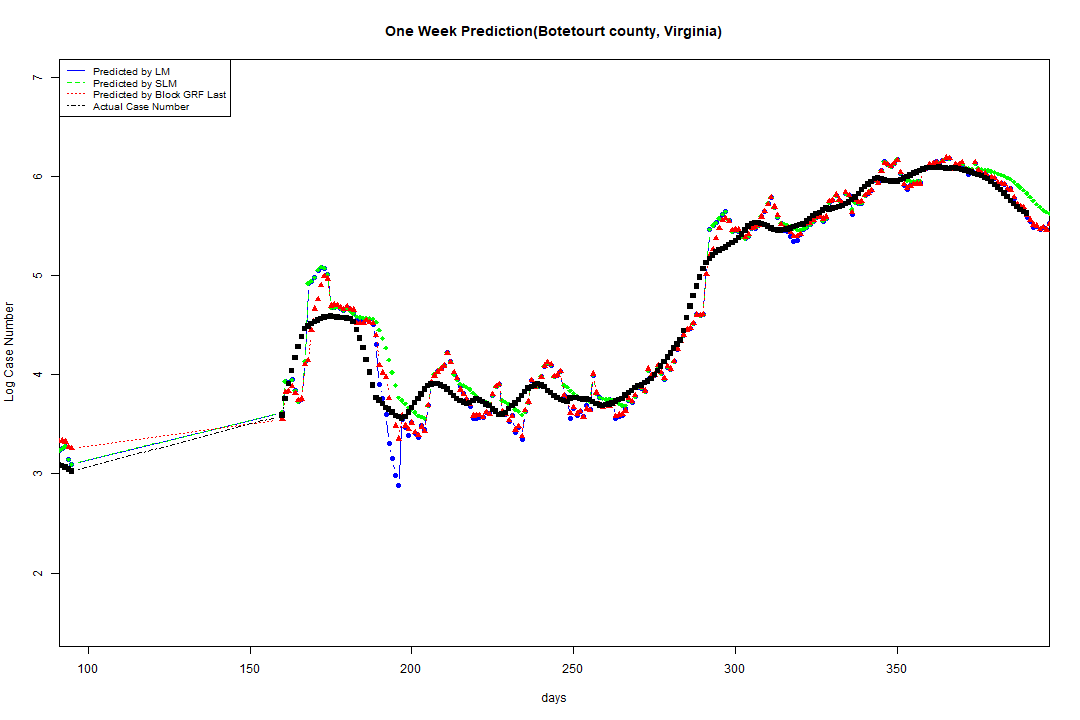 One Week Prediction(Botetourt county, Virginia)
Predicted by LM
Predicted by SLM
Predicted by Block GRF Last
Actual Case Number
7
6
5
4
3
2
Log Case Number
100 150 200 250 300 350
days